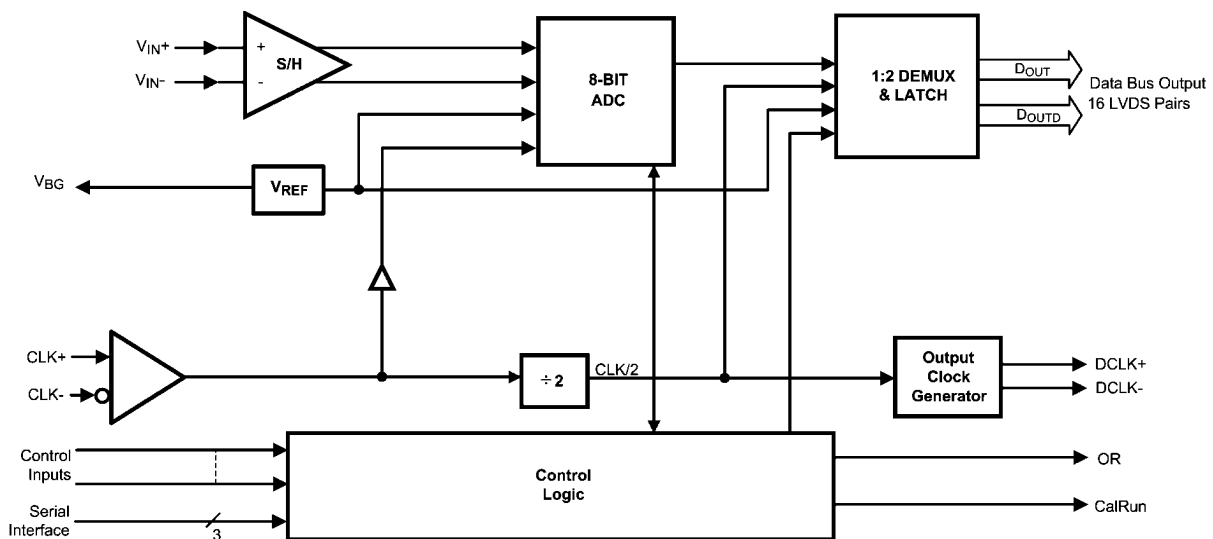 VIN+
VIN-
+
-
S/H
8-BIT
ADC
1:2 DEMUX
& LATCH
DOUT
DOUTD
Data Bus Output
16 LVDS Pairs
VBG
VREF
CLK+
CLK-
÷ 2
CLK/2
Output
Clock
Generator
DCLK+
DCLK-
Control
Inputs
Serial
Interface
3
Control
Logic
OR
CalRun